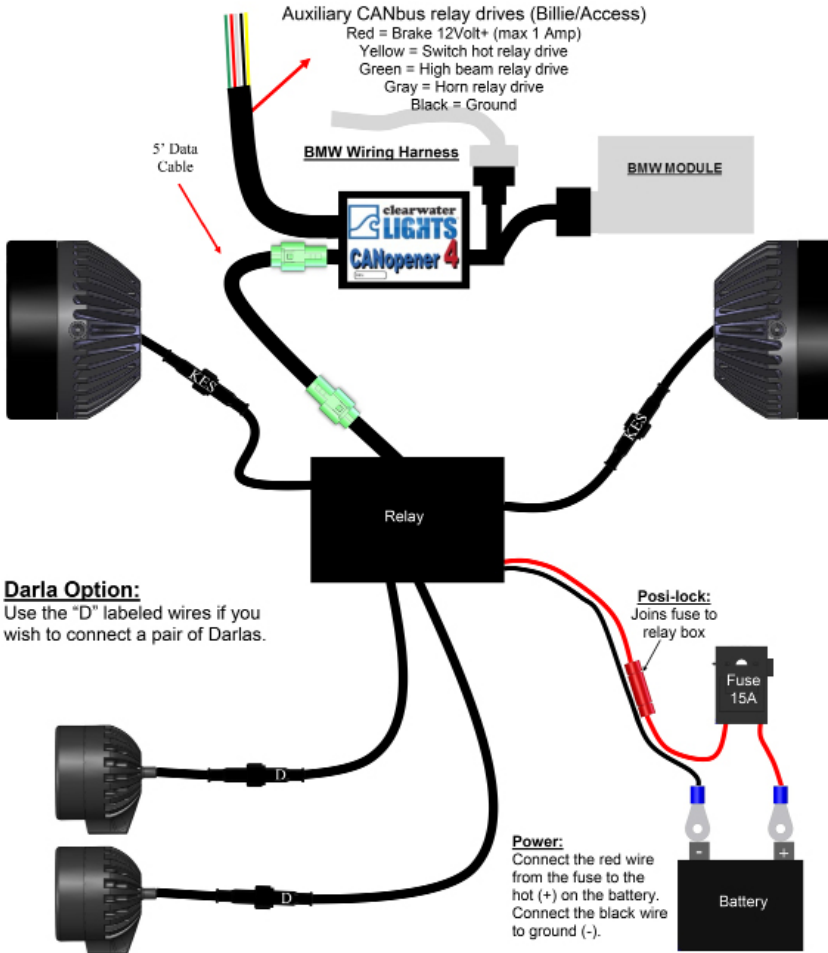 Auxiliary CANbus relay drives (Billie/Access)
Red = Brake 12Volt+ (max 1 Amp)
Yellow = Switch hot relay drive
Green = High beam relay drive
Gray = Horn relay drive
Black = Ground
5' Data
Cable
BMW Wiring Harness
BMW MODULE
clearwater
LIGHTS
CANopener 4
KES
KES
Relay
Darla Option:
Use the “D” labeled wires if you
wish to connect a pair of Darlas.
Posi-lock:
Joins fuse to
relay box
Fuse
15A
D
D
Power:
Connect the red wire
from the fuse to the
hot (+) on the battery.
Connect the black wire
to ground (-).
- +
Battery